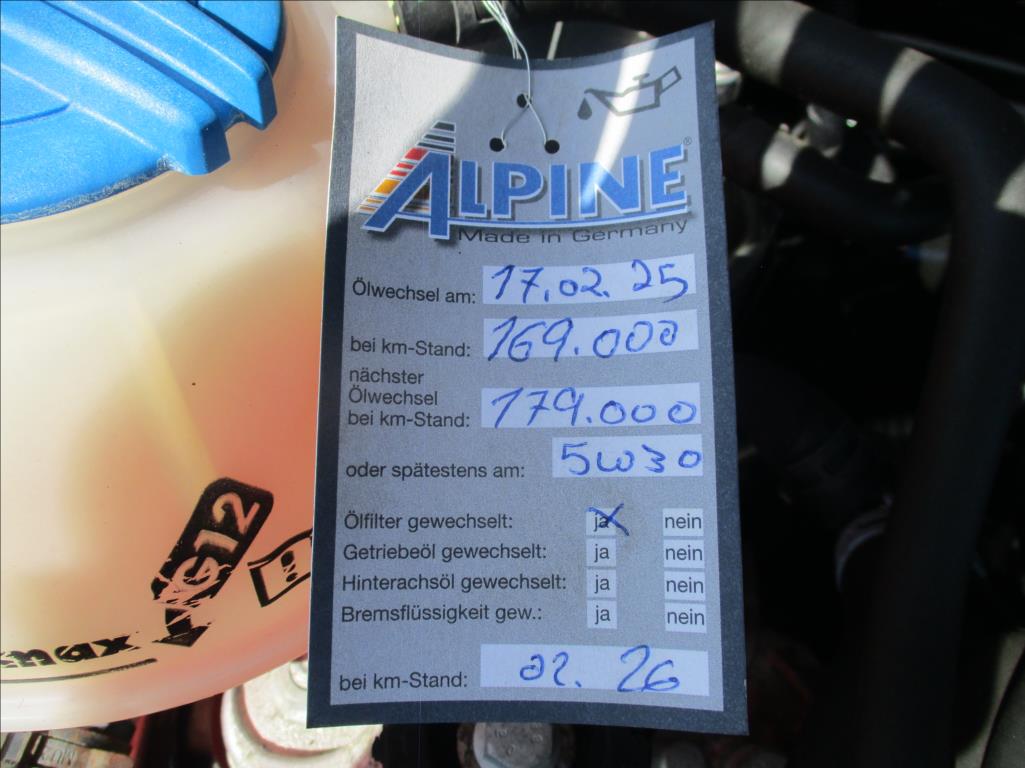 ALPINE®
Made in Germany
Ölwechsel am: 17.02.25
bei km-Stand: 169.000
nächster
Ölwechsel
bei km-Stand: 179.000
oder spätestens am: 5W30
Ölfilter gewechselt: ja nein
Getriebeöl gewechselt: ja nein
Hinterachsöl gewechselt: ja nein
Bremsflüssigkeit gew.: ja nein
bei km-Stand: 02.26
G12
max